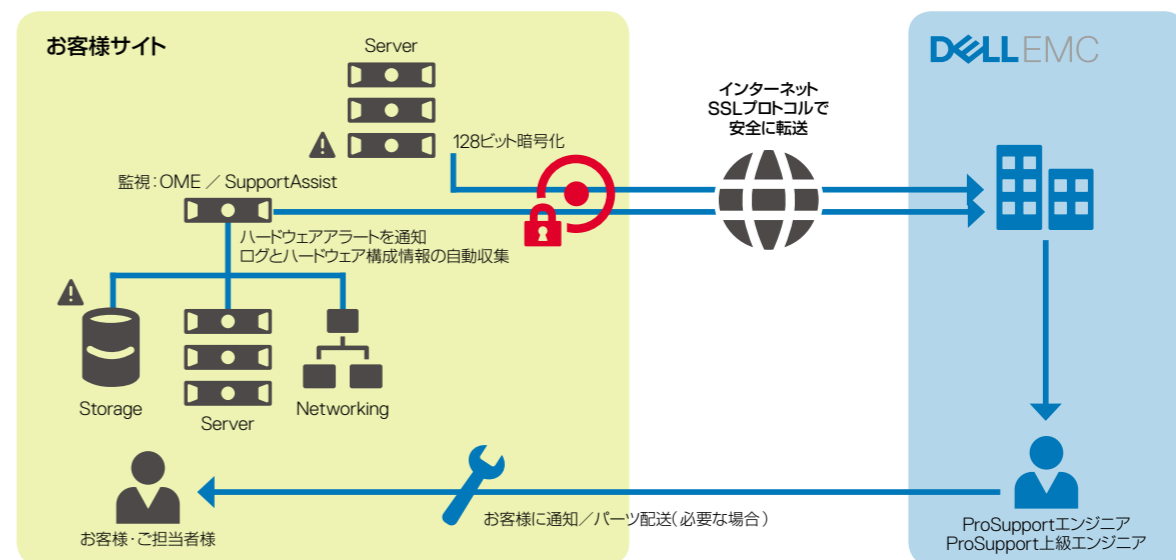 お客様サイト
Server
DELLEMC
インターネット
SSLプロトコルで
安全に転送
128ビット暗号化
監視:OME / SupportAssist
ハードウェアアラートを通知
ログとハードウェア構成情報の自動収集
Storage
Server
Networking
お客様に通知/パーツ配送(必要な場合)
お客様・ご担当者様
ProSupportエンジニア
ProSupport上級エンジニア